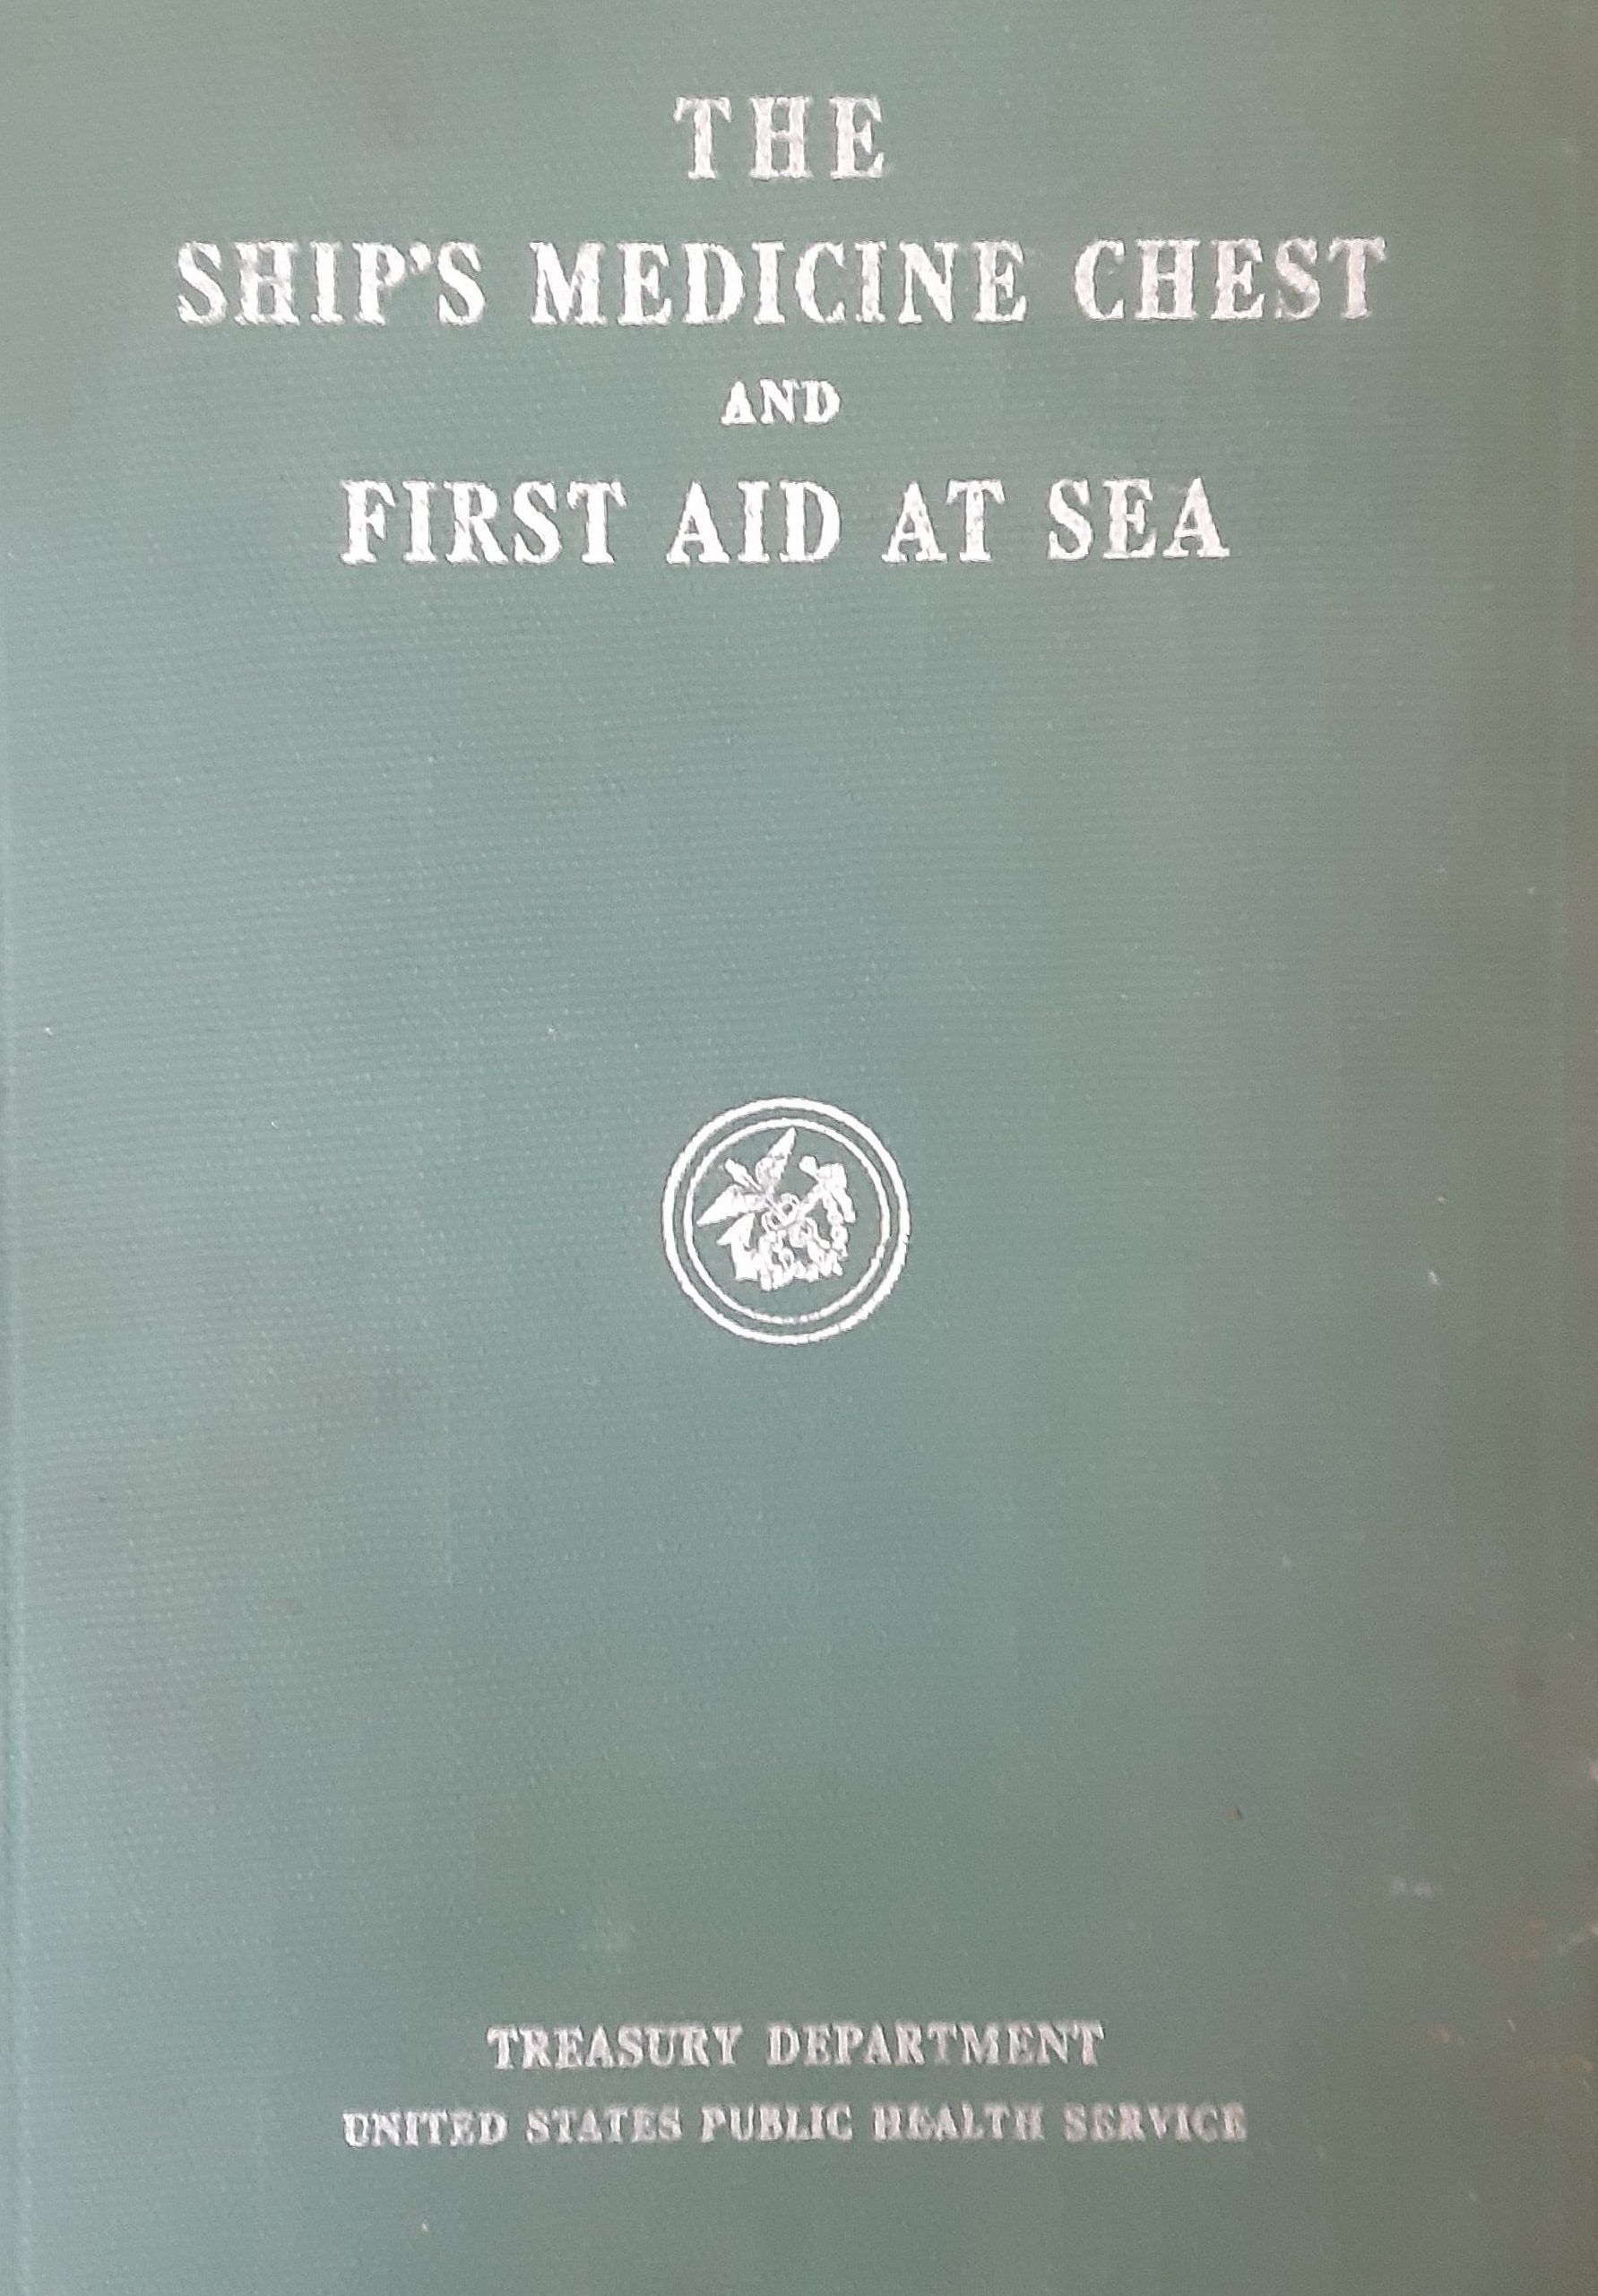 THE
SHIP'S MEDICINE CHEST
AND
FIRST AID AT SEA
TREASURY DEPARTMENT
UNITED STATES PUBLIC HEALTH SERVICE